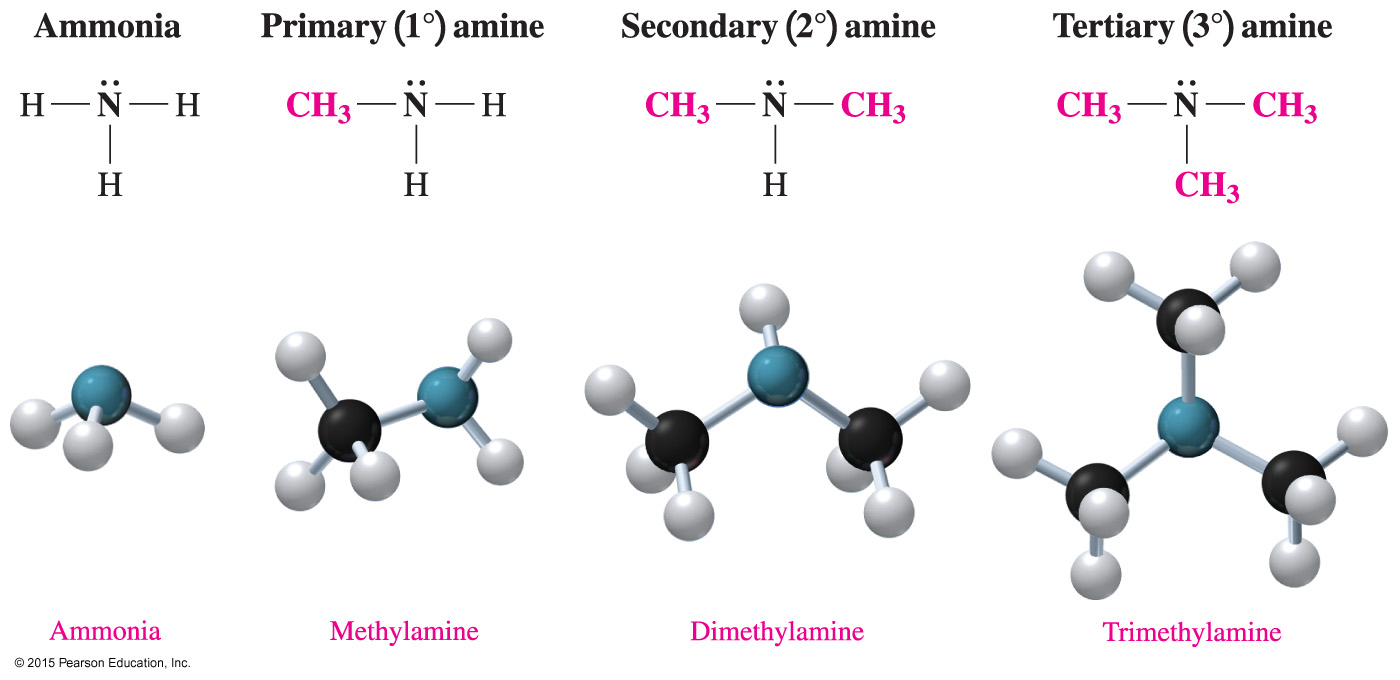 Ammonia
Primary (1°) amine
Secondary (2°) amine
Tertiary (3°) amine
H—N̈—H
H
CH₃—N̈—H
H
CH₃—N̈—CH₃
H
CH₃—N̈—CH₃
CH₃
Ammonia
Methylamine
Dimethylamine
Trimethylamine
© 2015 Pearson Education, Inc.